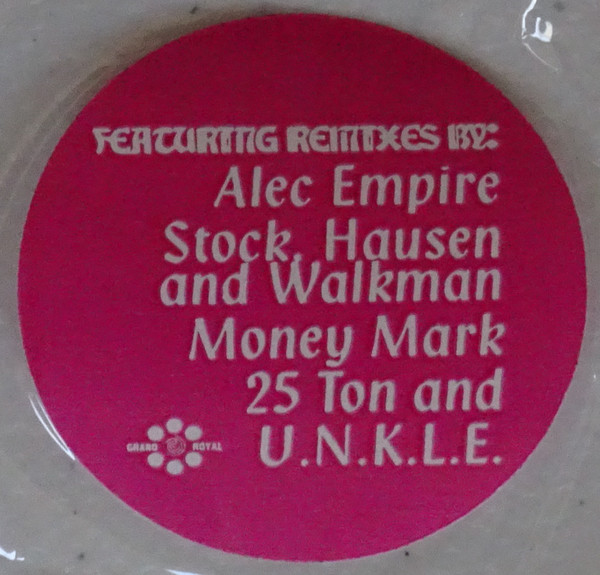 FEATURING REMIXES BY:
Alec Empire
Stock, Hausen
and Walkman
Money Mark
25 Ton and
U.N.K.L.E.
GRAND ROYAL